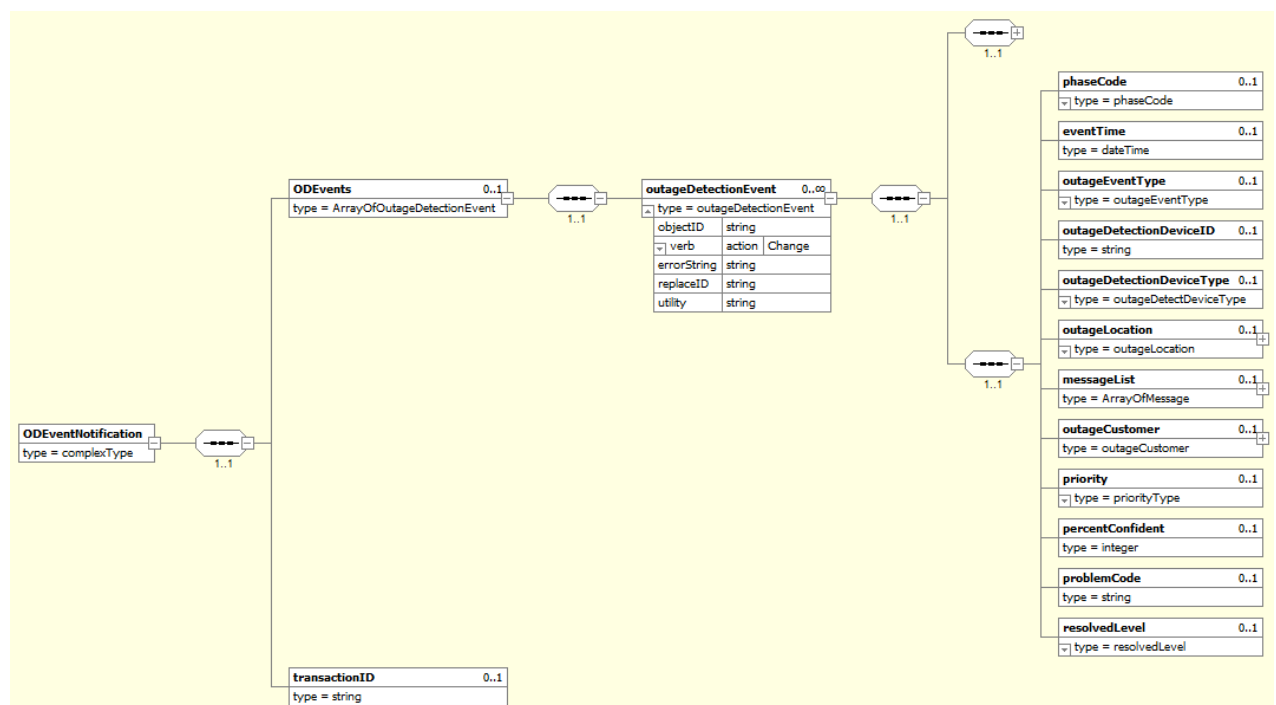 1..1
phaseCode 0..1
type = phaseCode
eventTime 0..1
type = dateTime
ODEvents 0..1
type = ArrayOfOutageDetectionEvent
1..1
outageDetectionEvent 0..∞
type = outageDetectionEvent
objectID string
verb action Change
errorString string
replaceID string
utility string
1..1
outageEventType 0..1
type = outageEventType
outageDetectionDeviceID 0..1
type = string
outageDetectionDeviceType 0..1
type = outageDetectDeviceType
outageLocation 0..1
type = outageLocation
1..1
messageList 0..1
type = ArrayOfMessage
outageCustomer 0..1
type = outageCustomer
ODEventNotification
type = complexType
1..1
priority 0..1
type = priorityType
percentConfident 0..1
type = integer
problemCode 0..1
type = string
resolvedLevel 0..1
type = resolvedLevel
transactionID 0..1
type = string